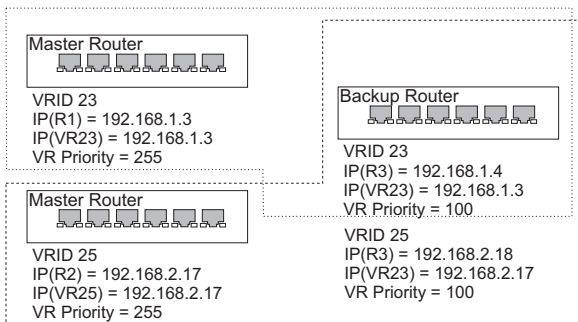 Master Router
VRID 23
IP(R1) = 192.168.1.3
IP(VR23) = 192.168.1.3
VR Priority = 255
Master Router
VRID 25
IP(R2) = 192.168.2.17
IP(VR25) = 192.168.2.17
VR Priority = 255
Backup Router
VRID 23
IP(R3) = 192.168.1.4
IP(VR23) = 192.168.1.3
VR Priority = 100
VRID 25
IP(R3) = 192.168.2.18
IP(VR23) = 192.168.2.17
VR Priority = 100